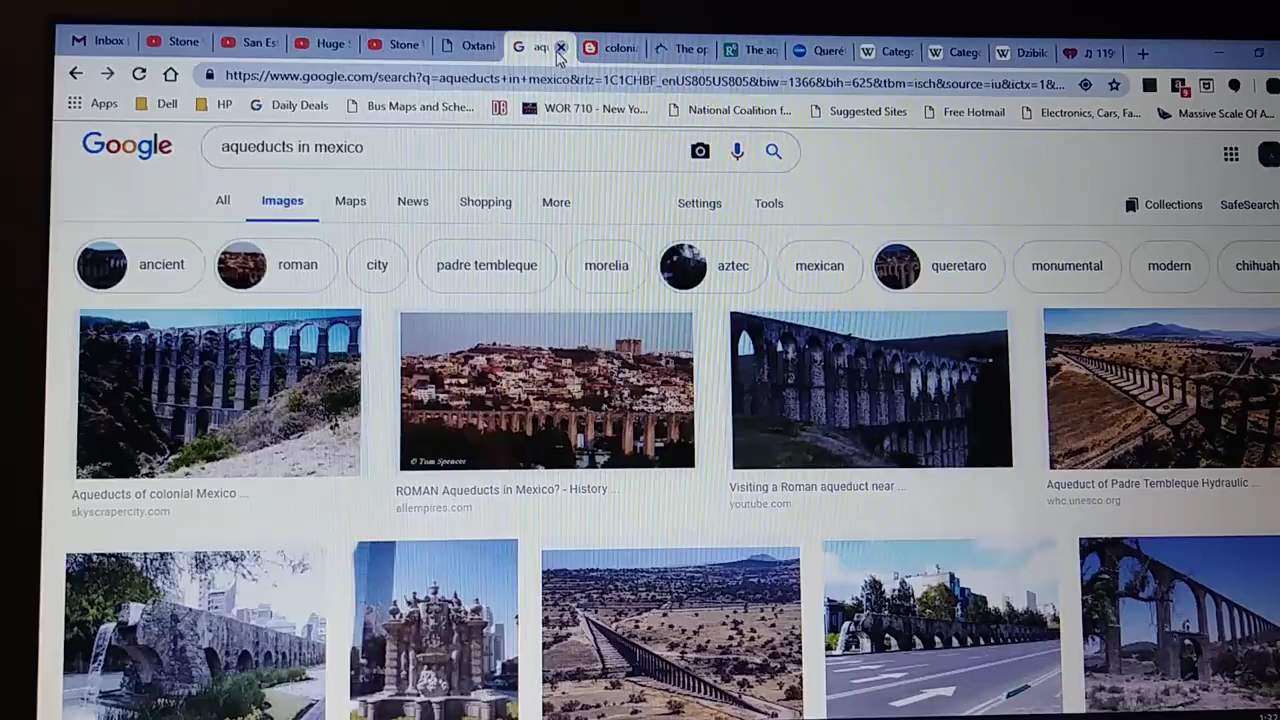 Inbox
Stone
San Es
Huge
Stone
Oxtank
aqu
coloni
The op
The aq
Queré
Categ
Categ
Dzibik
119
https://www.google.com/search?q=aqueducts+in+mexico&rlz=1C1CHBF_enUS805US805&biw=1366&bih=625&tbm=isch&source=iu&ictx=1&...
9
Apps
Dell
HP
Daily Deals
Bus Maps and Sche...
DB
WOR 710 - New Yo...
National Coalition f...
Suggested Sites
Free Hotmail
Electronics, Cars, Fa...
Massive Scale Of A...
Google
aqueducts in mexico
All
Images
Maps
News
Shopping
More
Settings
Tools
Collections
SafeSearch
ancient
roman
city
padre tembleque
morelia
aztec
mexican
queretaro
monumental
modern
chihuah
© Tom Spencer
Aqueducts of colonial Mexico ...
skyscrapercity.com
ROMAN Aqueducts in Mexico? - History ...
allempires.com
Visiting a Roman aqueduct near ...
youtube.com
Aqueduct of Padre Tembleque Hydraulic ...
whc.unesco.org